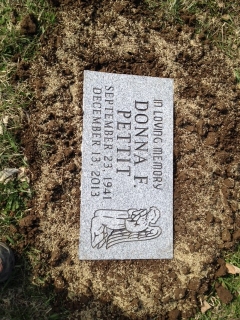 IN LOVING MEMORY
DONNA F.
PETTIT
SEPTEMBER 23, 1941
DECEMBER 13, 2013